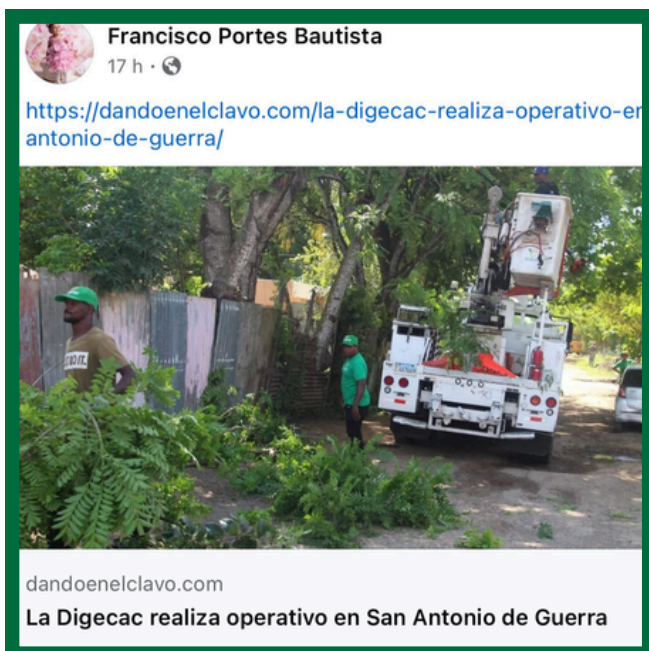 Francisco Portes Bautista
17 h ·
https://dandoenelclavo.com/la-digecac-realiza-operativo-en
antonio-de-guerra/
dandoenelclavo.com
La Digecac realiza operativo en San Antonio de Guerra